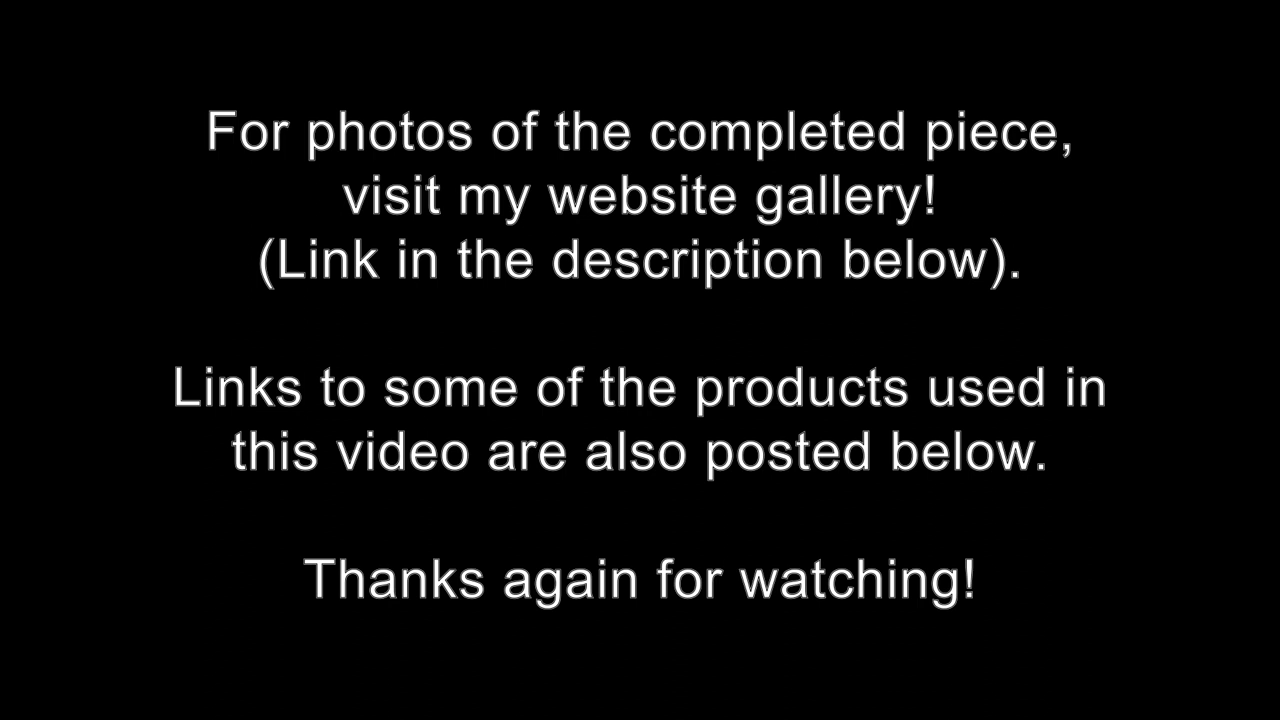 For photos of the completed piece,
visit my website gallery!
(Link in the description below).
Links to some of the products used in
this video are also posted below.
Thanks again for watching!